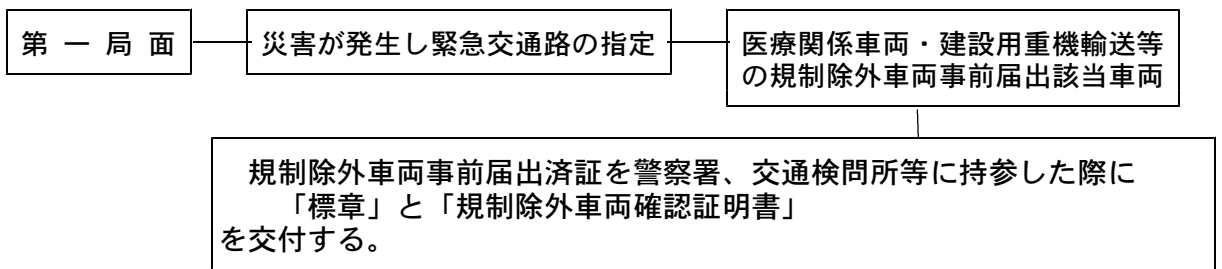 第一局面
災害が発生し緊急交通路の指定
医療関係車両・建設用重機輸送等
の規制除外車両事前届出該当車両
規制除外車両事前届出済証を警察署、交通検問所等に持参した際に
「標章」と「規制除外車両確認証明書」
を交付する。